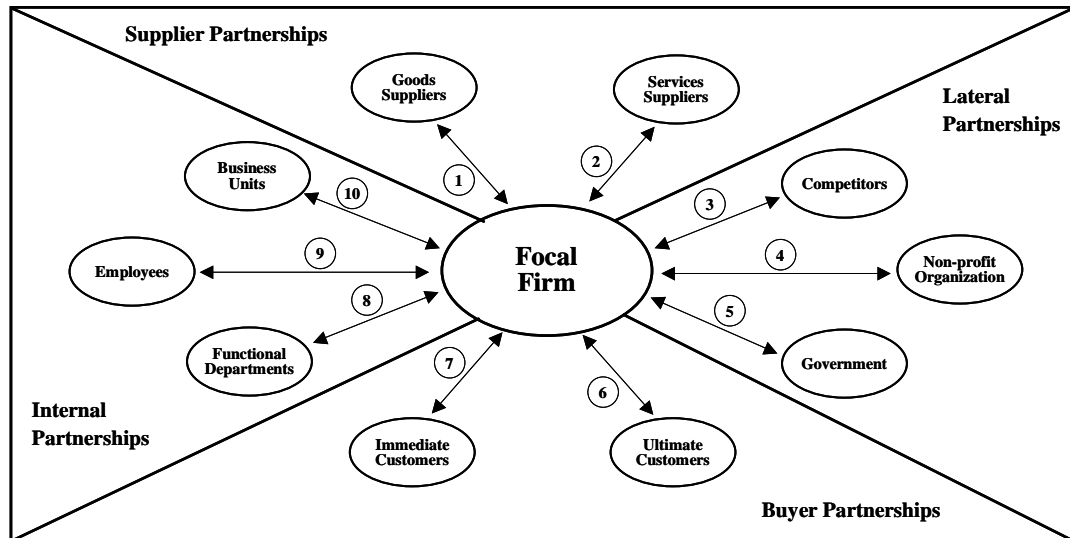 Supplier Partnerships
Goods
Suppliers
Services
Suppliers
Lateral
Partnerships
1
2
Business
Units
10
3
Competitors
Employees
9
Focal
Firm
4
Non-profit
Organization
8
5
Functional
Departments
Government
7
6
Internal
Partnerships
Immediate
Customers
Ultimate
Customers
Buyer Partnerships